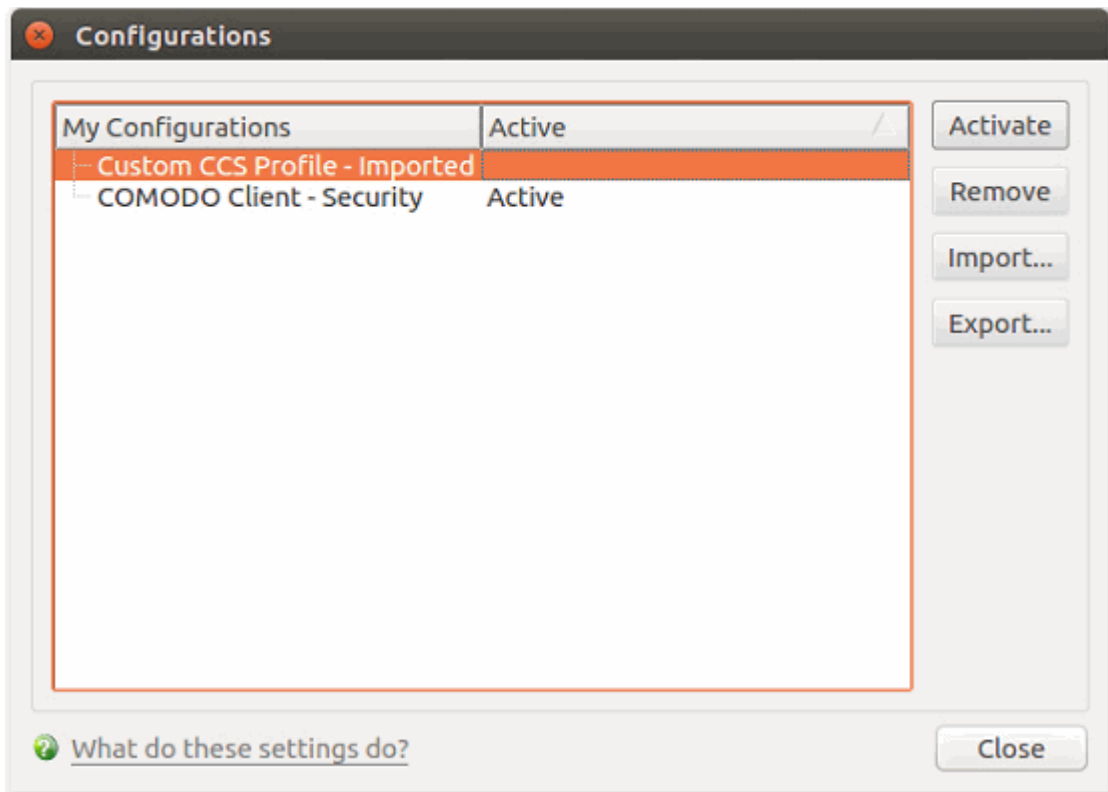 Configurations
My Configurations Active
Custom CCS Profile - Imported
COMODO Client - Security Active
Activate
Remove
Import...
Export...
What do these settings do?
Close